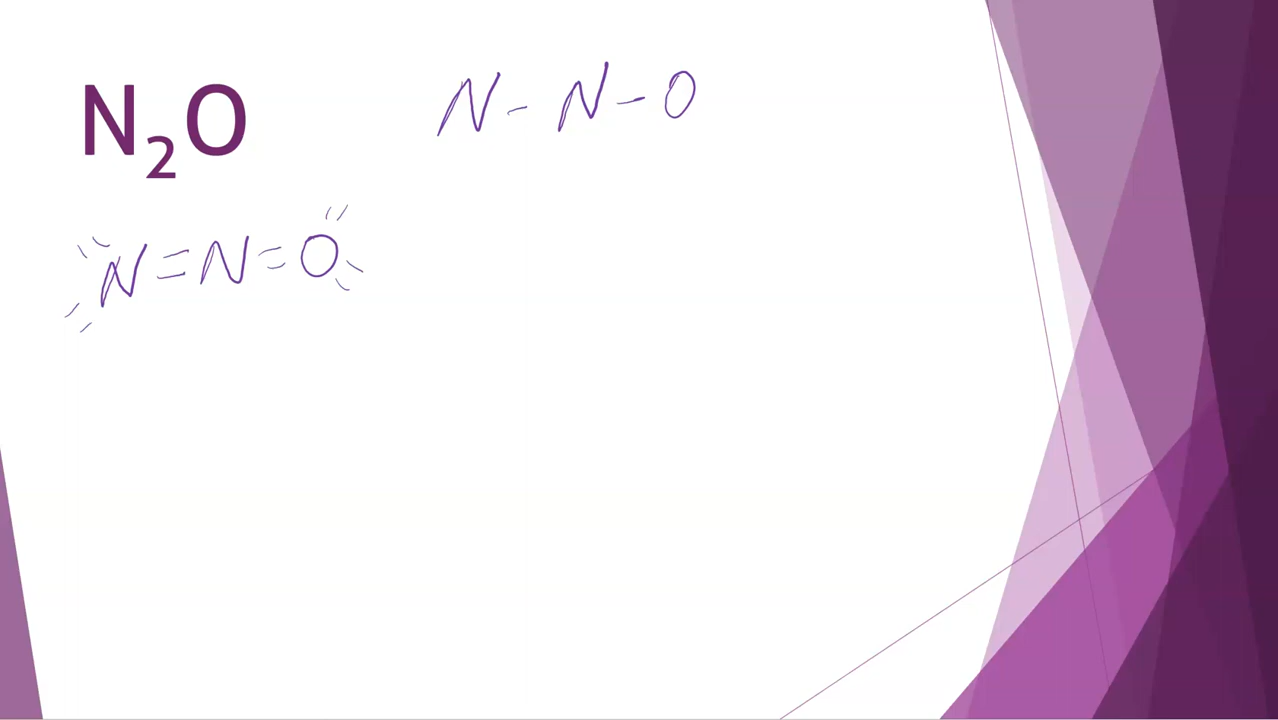 N₂O
N - N - O
N = N = O